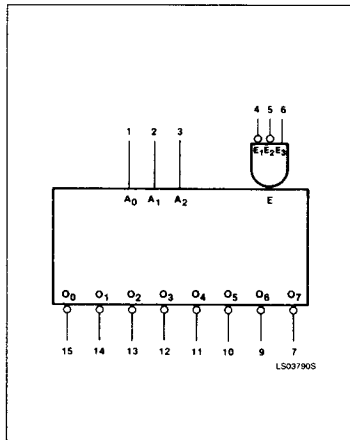 4 5 6
1 2 3
E₁ E₂ E₃
A₀ A₁ A₂ E
O₀ O₁ O₂ O₃ O₄ O₅ O₆ O₇
LS03790S
15 14 13 12 11 10 9 7